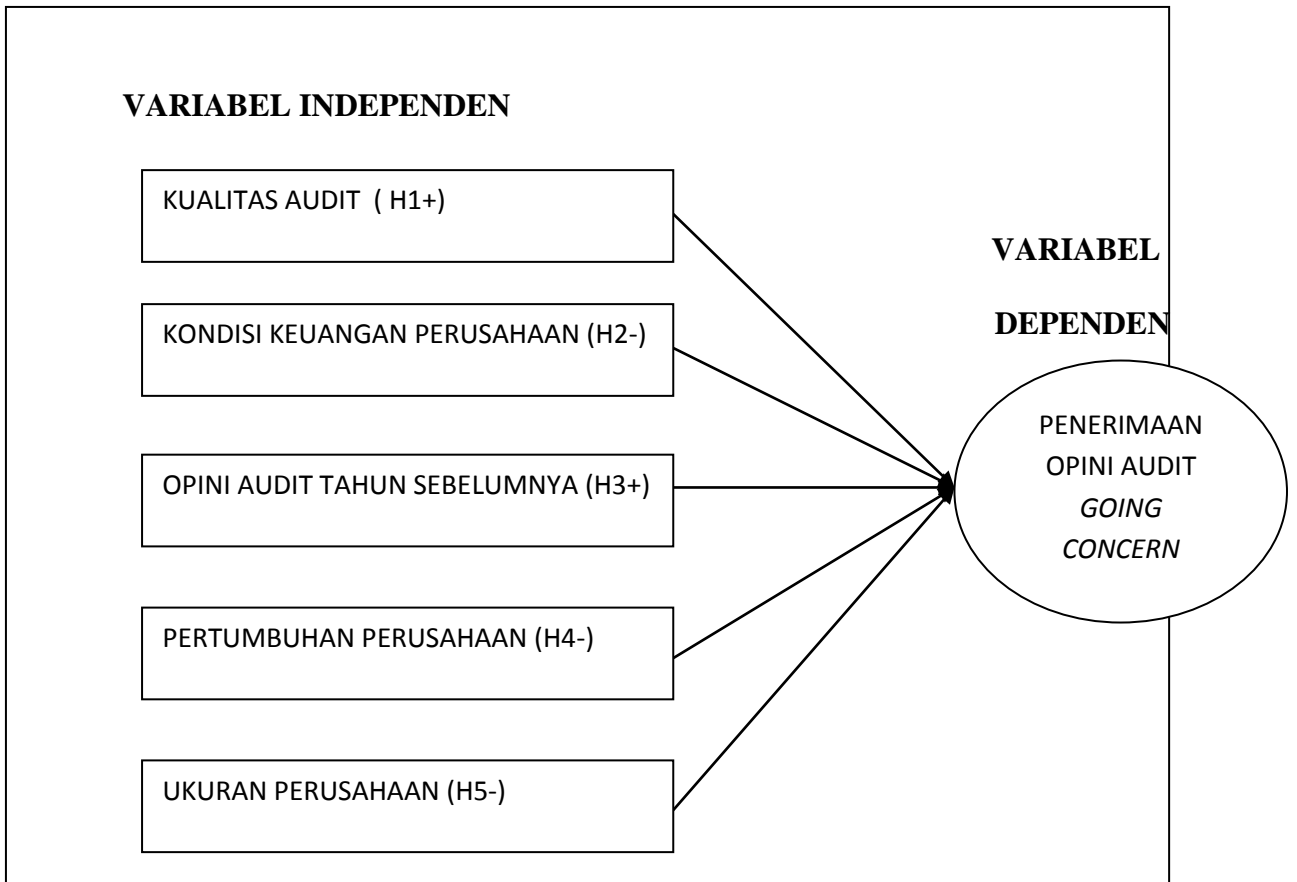 VARIABEL INDEPENDEN
KUALITAS AUDIT ( H1+)
KONDISI KEUANGAN PERUSAHAAN (H2-)
OPINI AUDIT TAHUN SEBELUMNYA (H3+)
PERTUMBUHAN PERUSAHAAN (H4-)
UKURAN PERUSAHAAN (H5-)
VARIABEL
DEPENDEN
PENERIMAAN
OPINI AUDIT
GOING
CONCERN